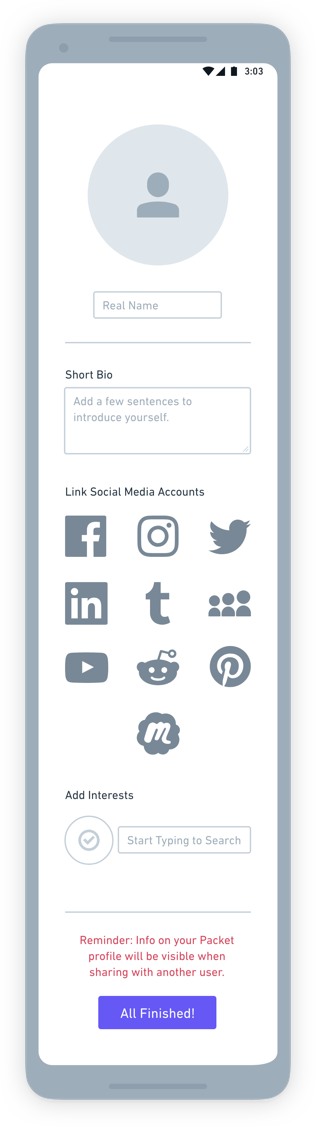 3:03
Real Name
Short Bio
Add a few sentences to
introduce yourself.
Link Social Media Accounts
Add Interests
Start Typing to Search
Reminder: Info on your Packet
profile will be visible when
sharing with another user.
All Finished!